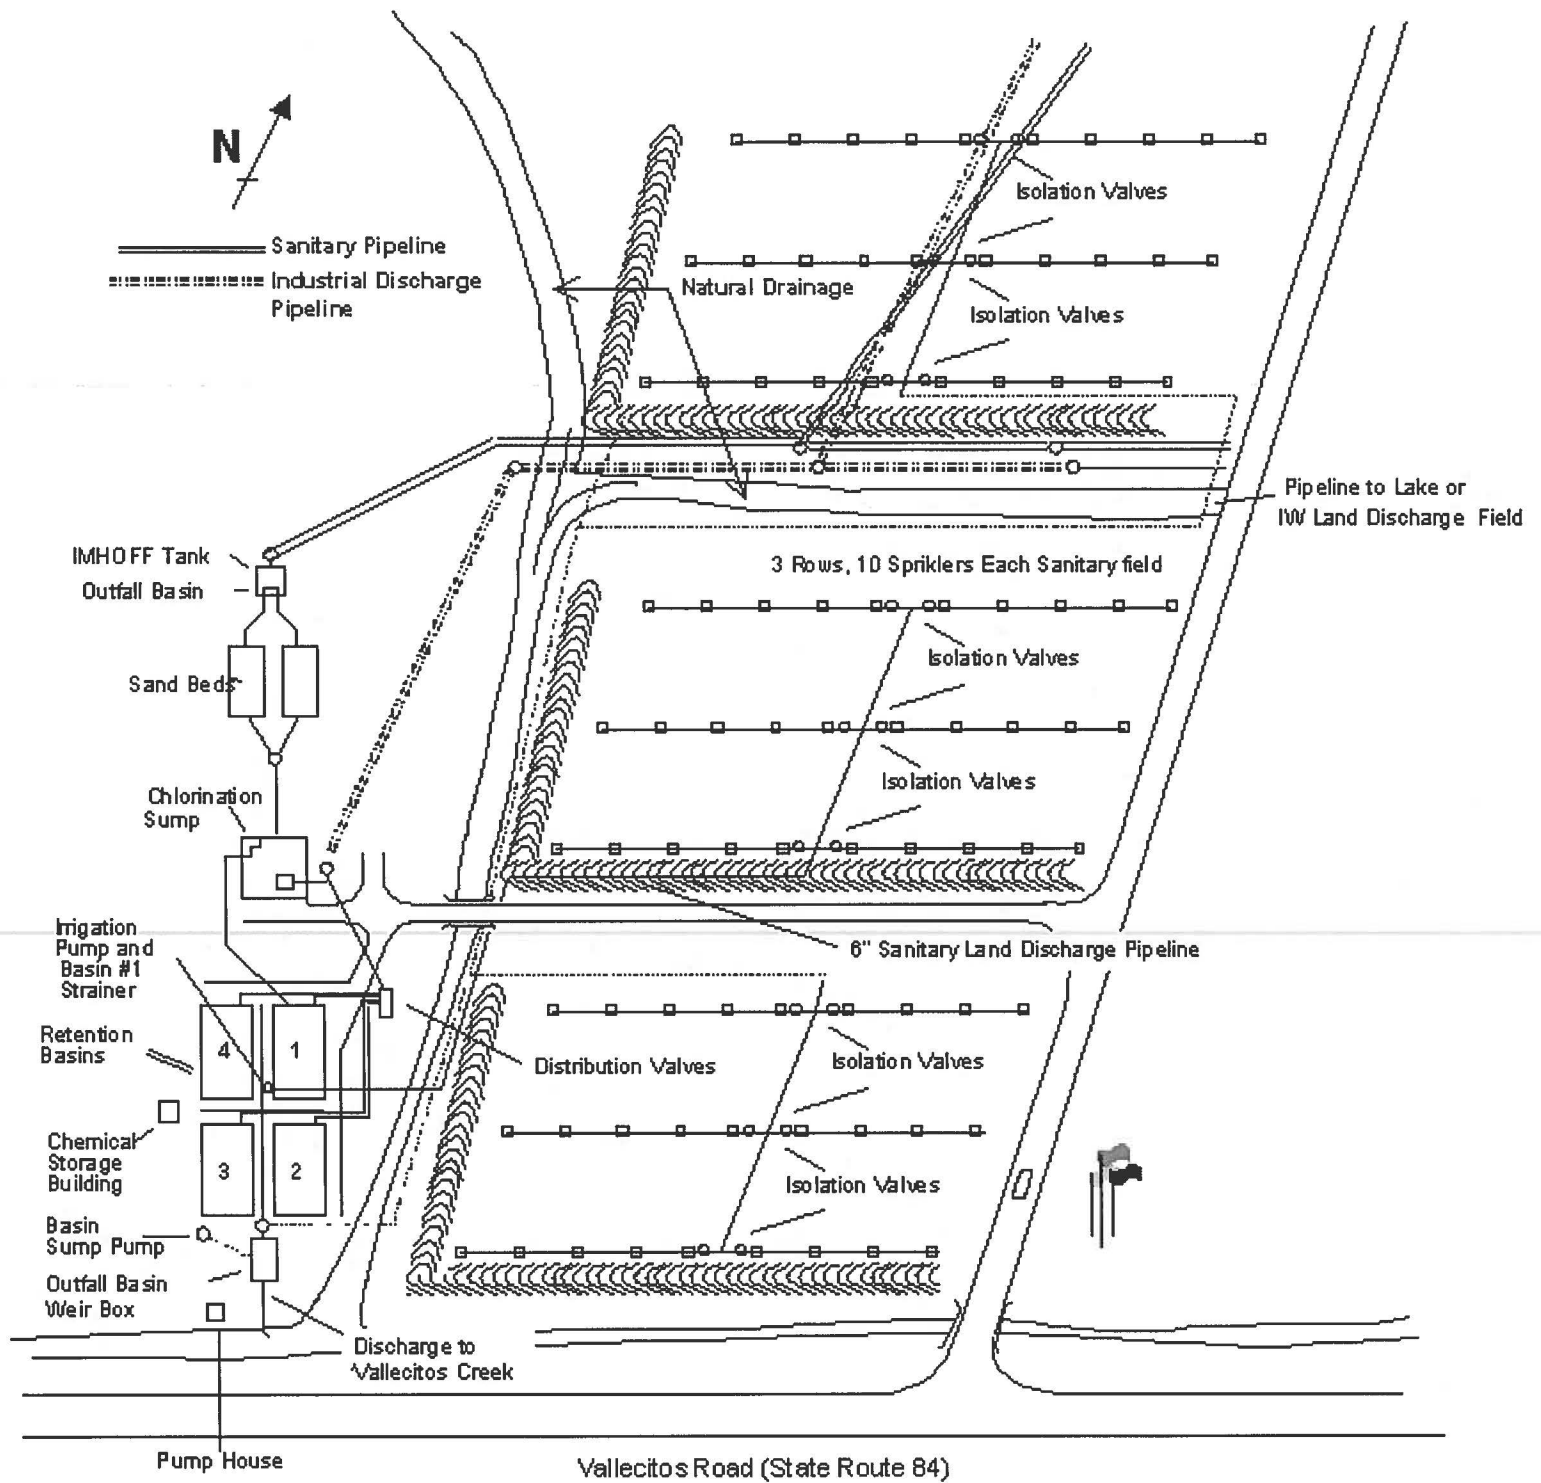 N
Sanitary Pipeline
Industrial Discharge
Pipeline
Isolation Valves
Natural Drainage
Isolation Valves
Pipeline to Lake or
IW Land Discharge Field
IMHOFF Tank
Outfall Basin
3 Rows, 10 Spriklers Each Sanitary field
Isolation Valves
Sand Beds
Isolation Valves
Chlorination
Sump
Irrigation
Pump and
Basin #1
Strainer
6" Sanitary Land Discharge Pipeline
Retention
Basins
4
1
Distribution Valves
Isolation Valves
Chemical
Storage
Building
3
2
Isolation Valves
Basin
Sump Pump
Outfall Basin
Weir Box
Discharge to
Vallecitos Creek
Pump House
Vallecitos Road (State Route 84)